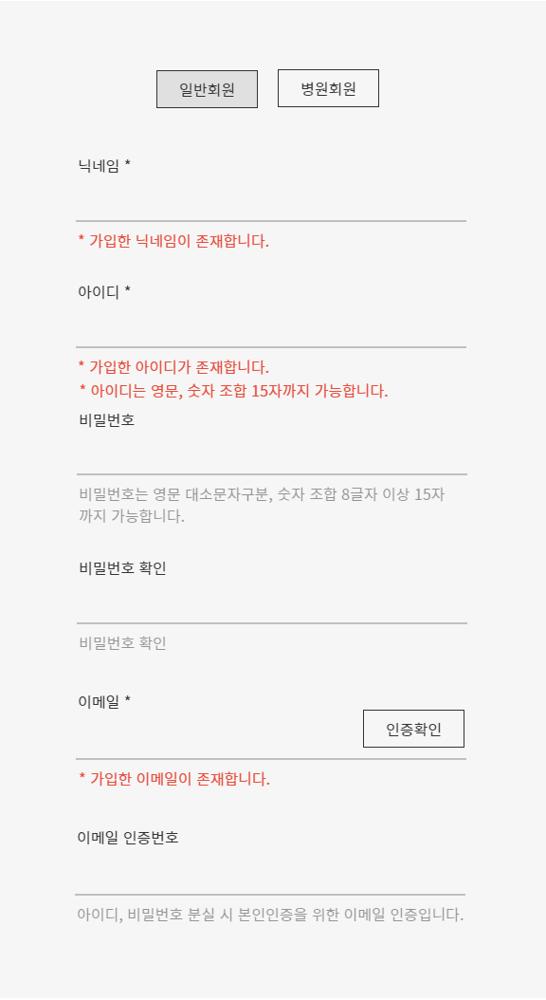 일반회원 병원회원
닉네임 *
* 가입한 닉네임이 존재합니다.
아이디 *
* 가입한 아이디가 존재합니다.
* 아이디는 영문, 숫자 조합 15자까지 가능합니다.
비밀번호
비밀번호는 영문 대소문자구분, 숫자 조합 8글자 이상 15자
까지 가능합니다.
비밀번호 확인
비밀번호 확인
이메일 *
인증확인
* 가입한 이메일이 존재합니다.
이메일 인증번호
아이디, 비밀번호 분실 시 본인인증을 위한 이메일 인증입니다.